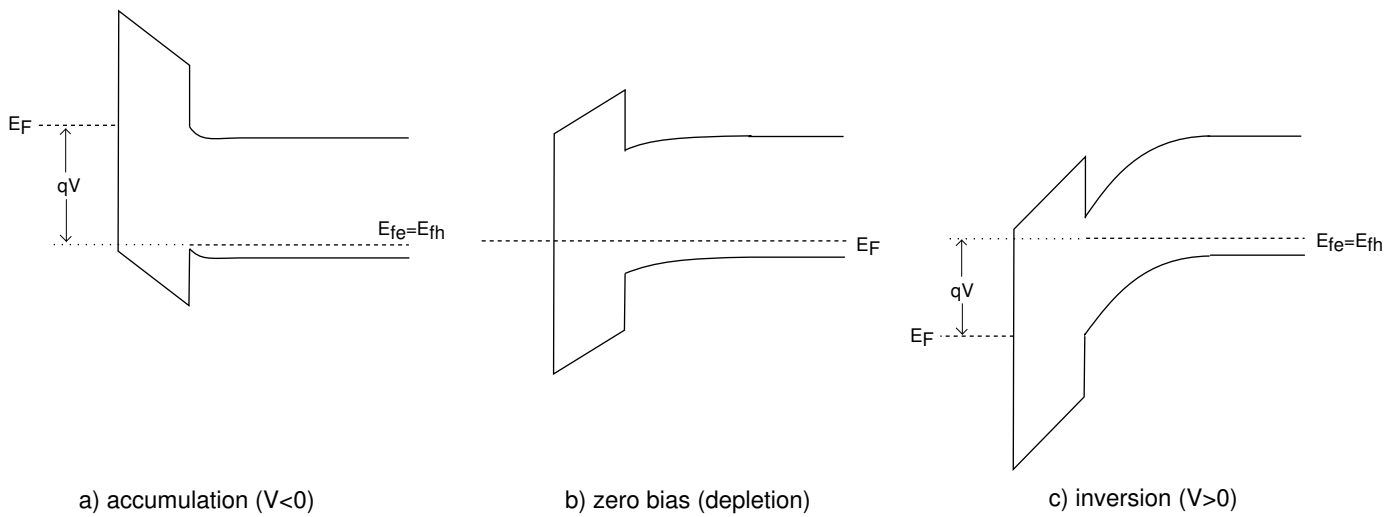 E_F
qV
E_fe=E_fh
a) accumulation (V<0)
E_F
b) zero bias (depletion)
E_fe=E_fh
qV
E_F
c) inversion (V>0)